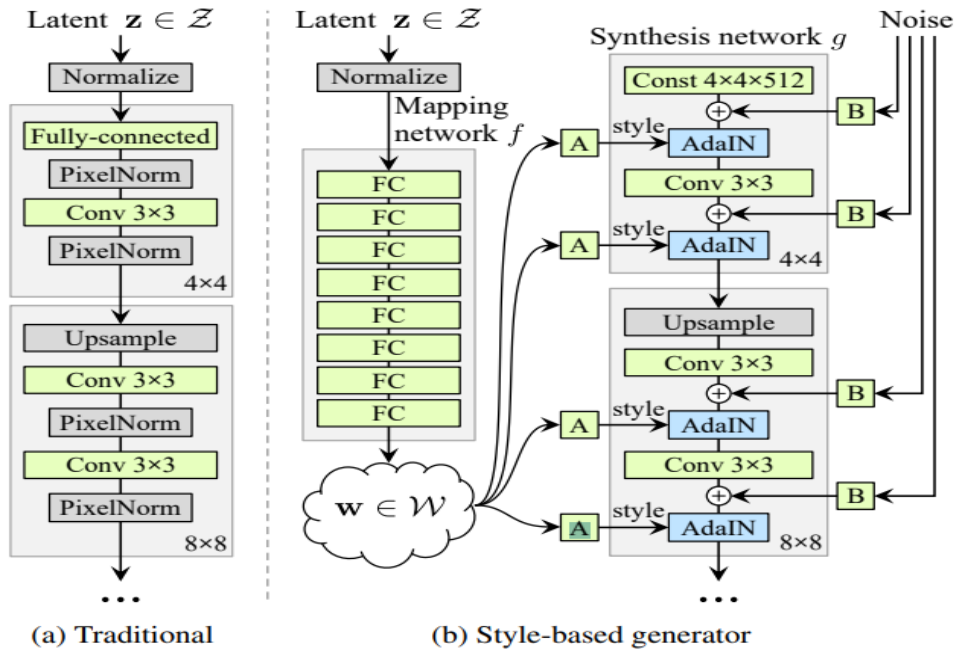 Latent z ∈ 𝒵
Normalize
Fully-connected
PixelNorm
Conv 3×3
PixelNorm
4×4
Upsample
Conv 3×3
PixelNorm
Conv 3×3
PixelNorm
8×8
...
(a) Traditional
Latent z ∈ 𝒵
Normalize
Mapping
network f
FC
FC
FC
FC
FC
FC
FC
FC
w ∈ 𝒲
A
A
A
A
style
style
style
style
Synthesis network g
Const 4×4×512
AdaIN
Conv 3×3
AdaIN
4×4
Upsample
Conv 3×3
AdaIN
Conv 3×3
AdaIN
8×8
...
Noise
B
B
B
B
(b) Style-based generator